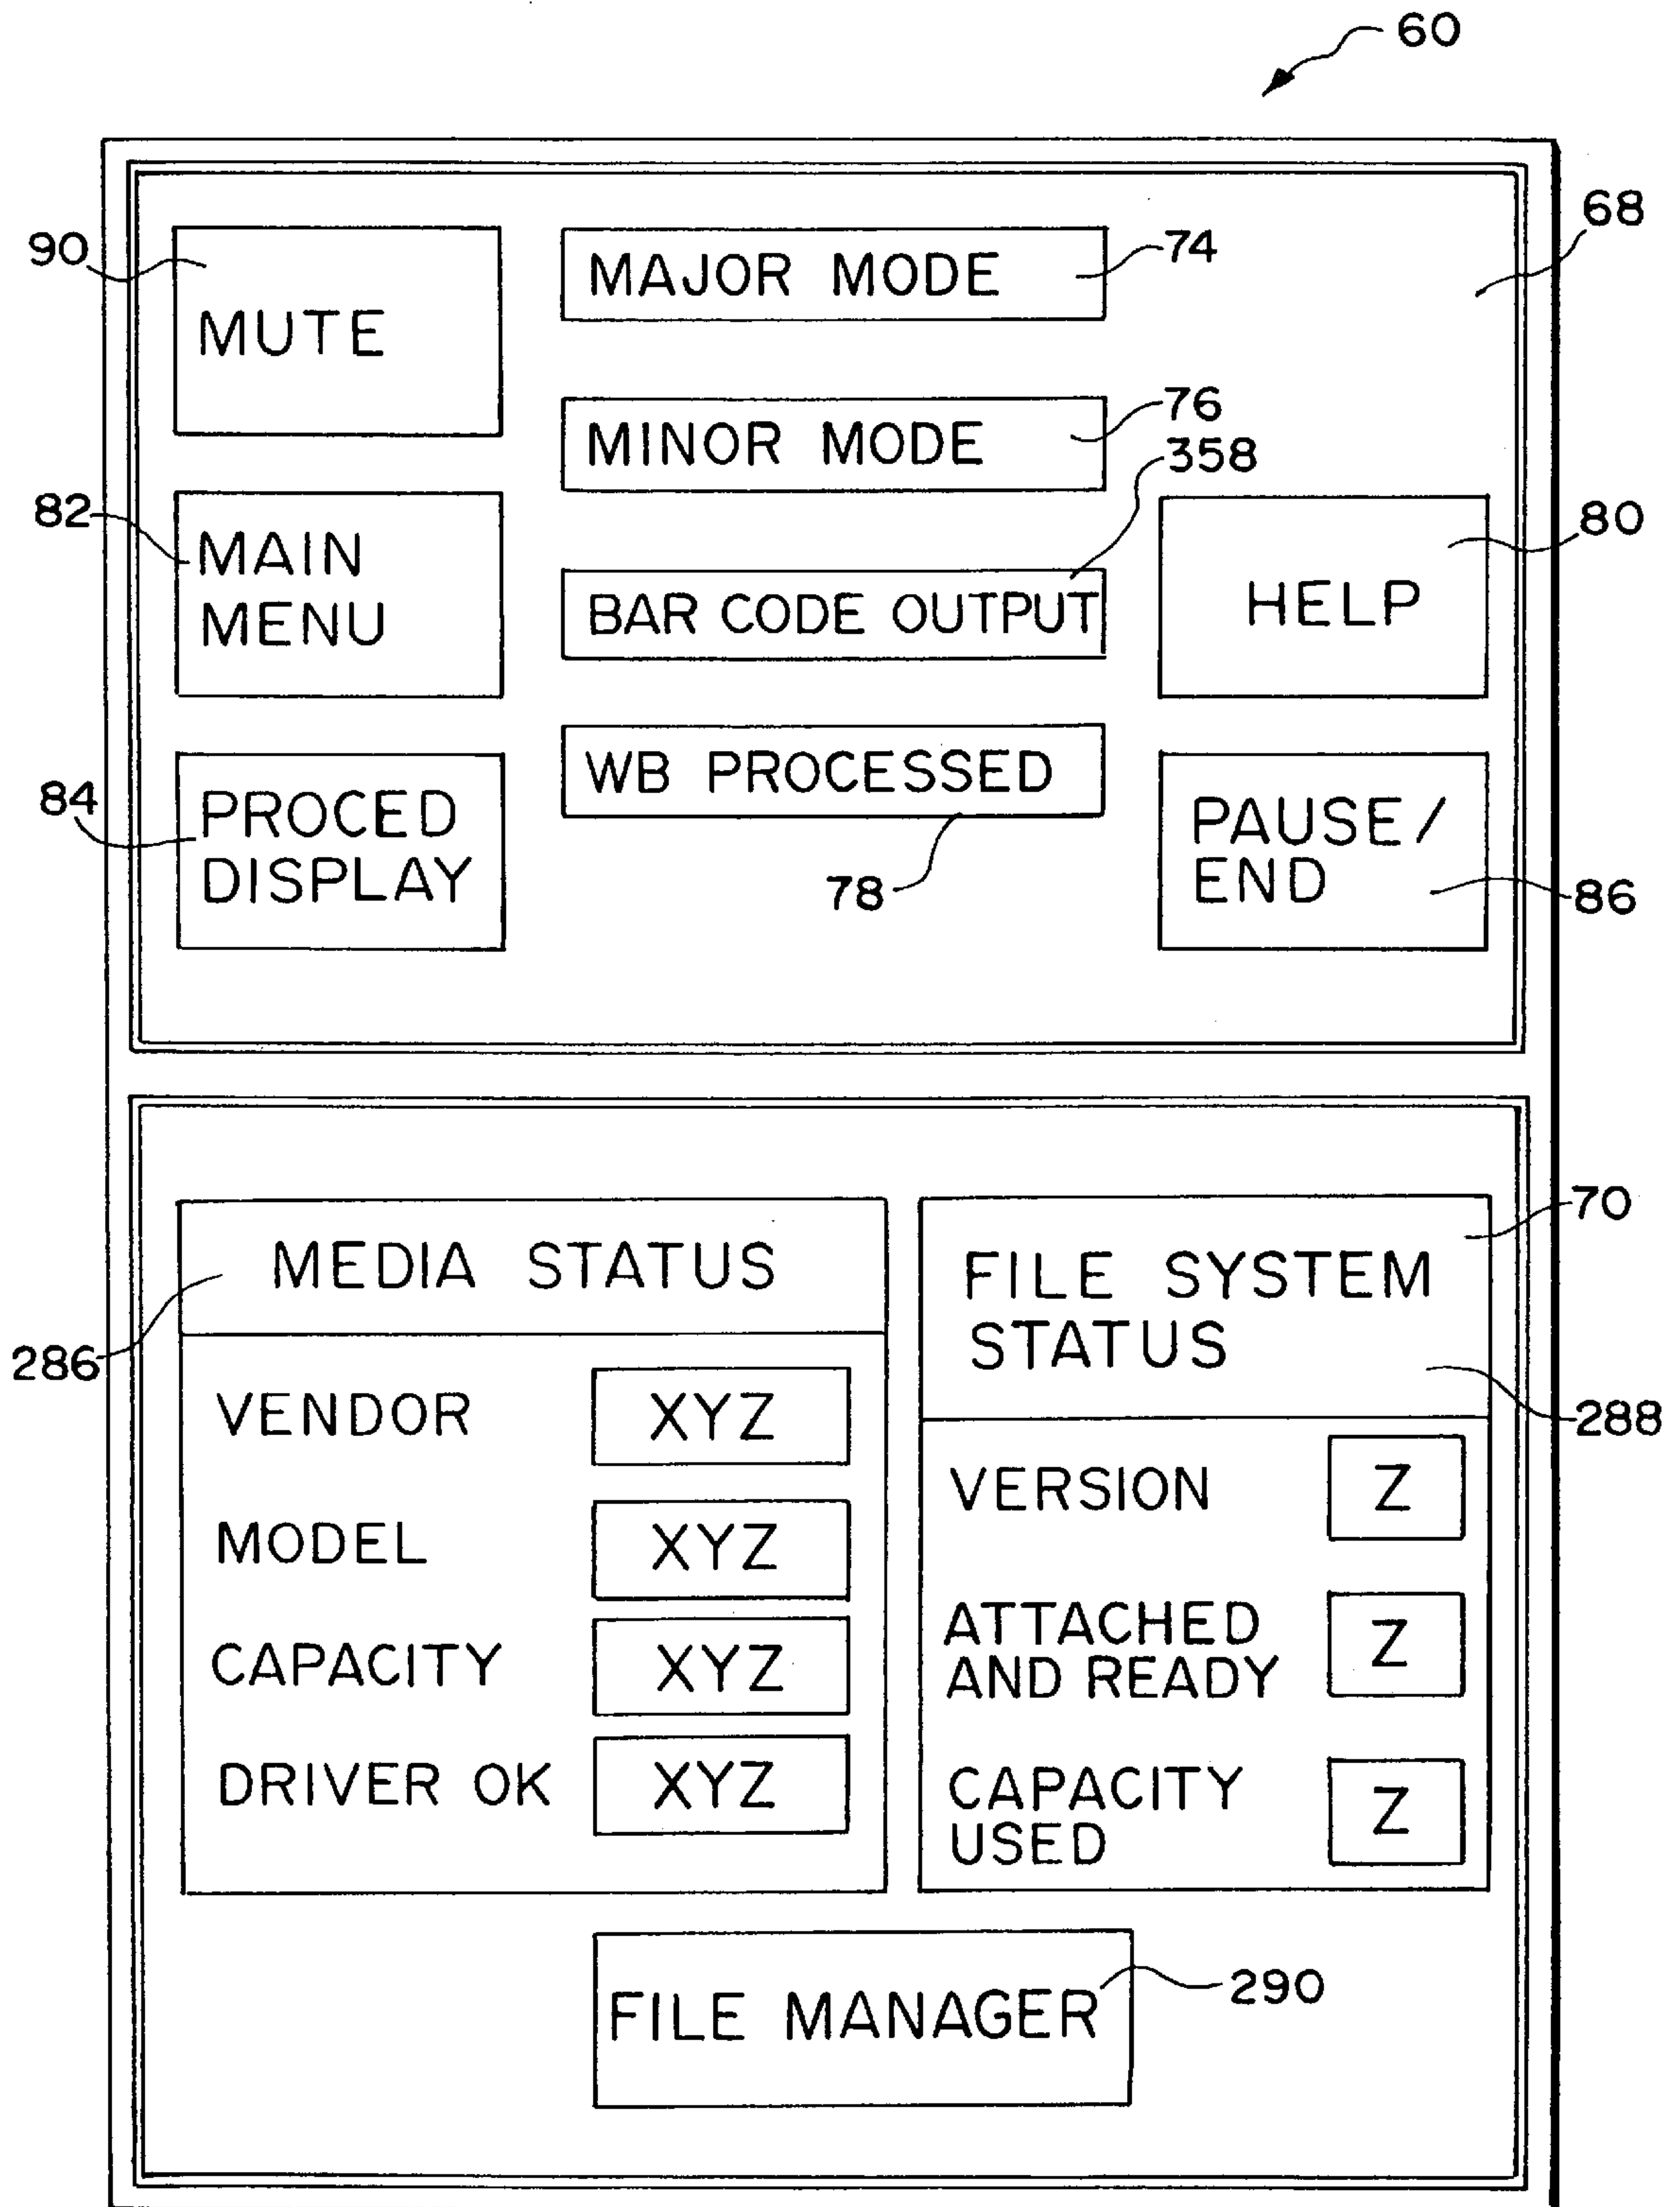 60
68
90
MUTE
MAJOR MODE
74
MINOR MODE
76
358
82
MAIN
MENU
BAR CODE OUTPUT
HELP
80
84
PROCED
DISPLAY
WB PROCESSED
78
PAUSE/
END
86
70
MEDIA STATUS
286
FILE SYSTEM
STATUS
288
VENDOR XYZ
MODEL XYZ
CAPACITY XYZ
DRIVER OK XYZ
VERSION Z
ATTACHED
AND READY Z
CAPACITY
USED Z
FILE MANAGER
290